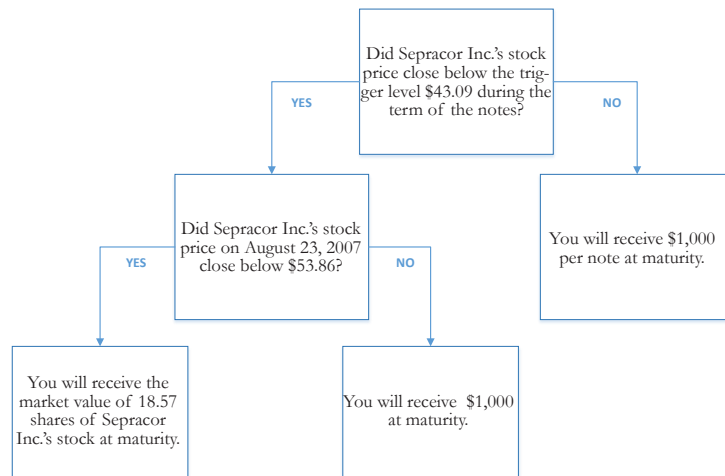 Did Sepracor Inc.'s stock
price close below the trig-
ger level $43.09 during the
term of the notes?
YES
NO
Did Sepracor Inc.'s stock
price on August 23, 2007
close below $53.86?
You will receive $1,000
per note at maturity.
YES
NO
You will receive the
market value of 18.57
shares of Sepracor
Inc.'s stock at maturity.
You will receive $1,000
at maturity.